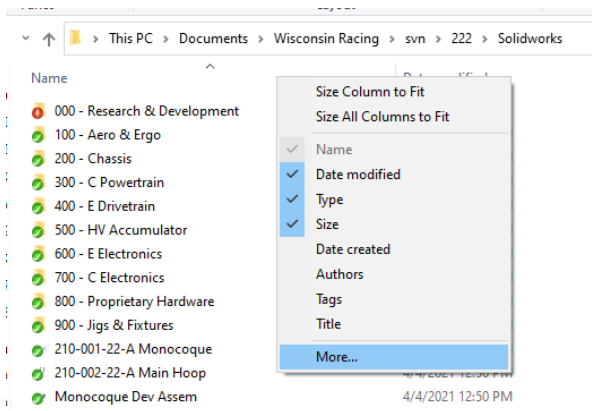 This PC > Documents > Wisconsin Racing > svn > 222 > Solidworks
Name
000 - Research & Development
100 - Aero & Ergo
200 - Chassis
300 - C Powertrain
400 - E Drivetrain
500 - HV Accumulator
600 - E Electronics
700 - C Electronics
800 - Proprietary Hardware
900 - Jigs & Fixtures
210-001-22-A Monocoque
210-002-22-A Main Hoop
Monocoque Dev Assem
Size Column to Fit
Size All Columns to Fit
Name
Date modified
Type
Size
Date created
Authors
Tags
Title
More...
4/4/2021 12:50 PM
4/4/2021 12:50 PM